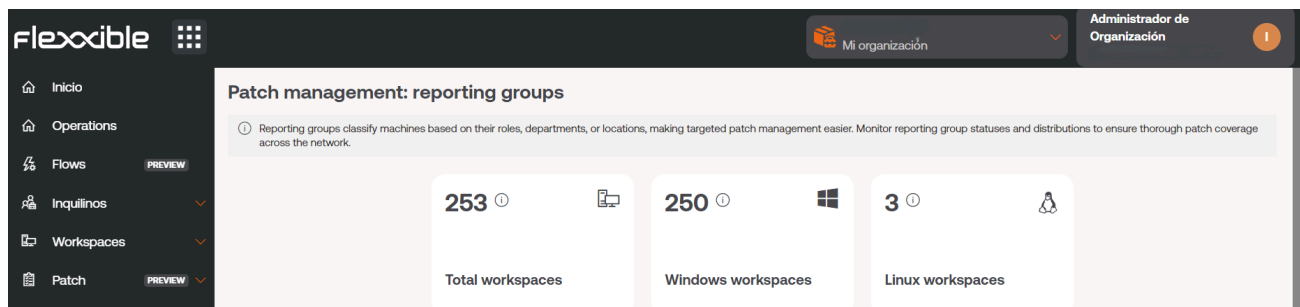 Flexxible
Mi organización
Administrador de
Organización
I
Inicio
Operations
Flows PREVIEW
Inquilinos
Workspaces
Patch PREVIEW
Patch management: reporting groups
Reporting groups classify machines based on their roles, departments, or locations, making targeted patch management easier. Monitor reporting group statuses and distributions to ensure thorough patch coverage
across the network.
253
Total workspaces
250
Windows workspaces
3
Linux workspaces